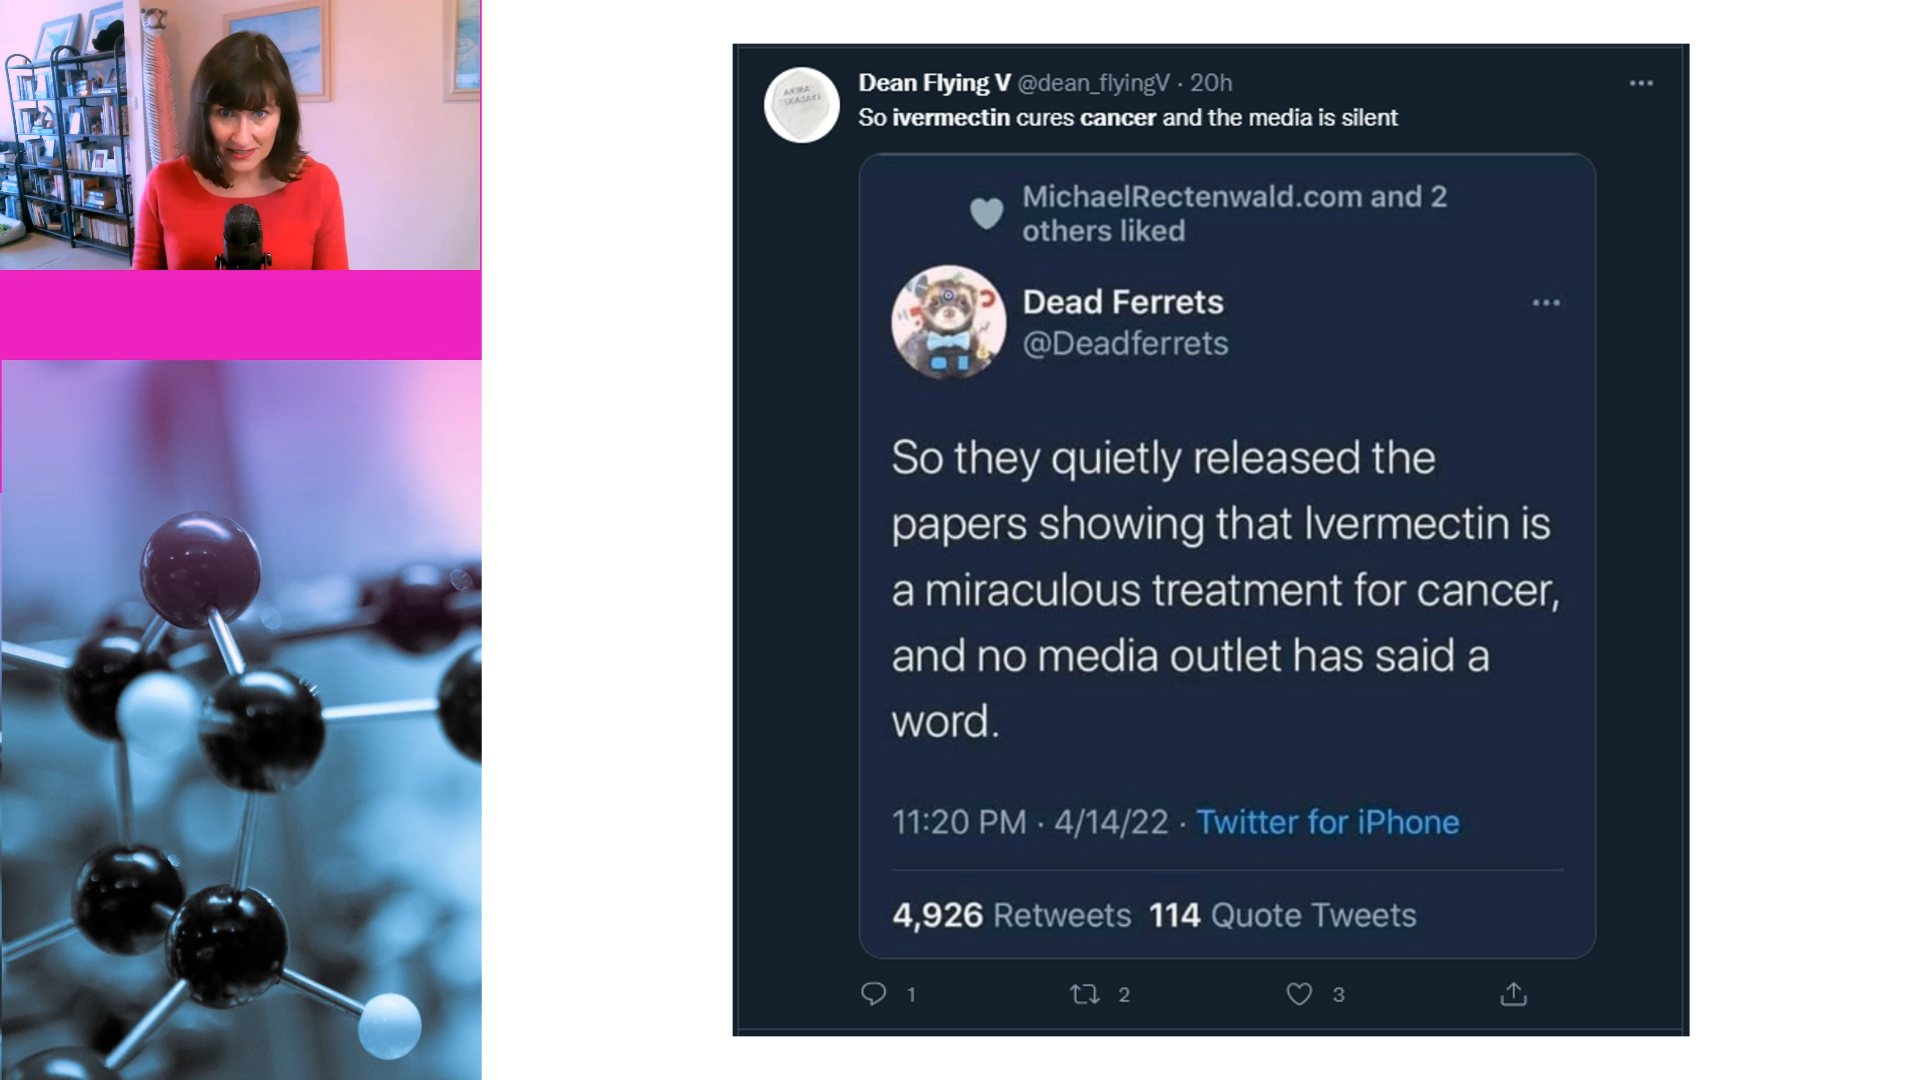 Dean Flying V @dean_flyingV · 20h
So ivermectin cures cancer and the media is silent
MichaelRectenwald.com and 2
others liked
Dead Ferrets
@Deadferrets
So they quietly released the
papers showing that Ivermectin is
a miraculous treatment for cancer,
and no media outlet has said a
word.
11:20 PM · 4/14/22 · Twitter for iPhone
4,926 Retweets 114 Quote Tweets
1 2 3